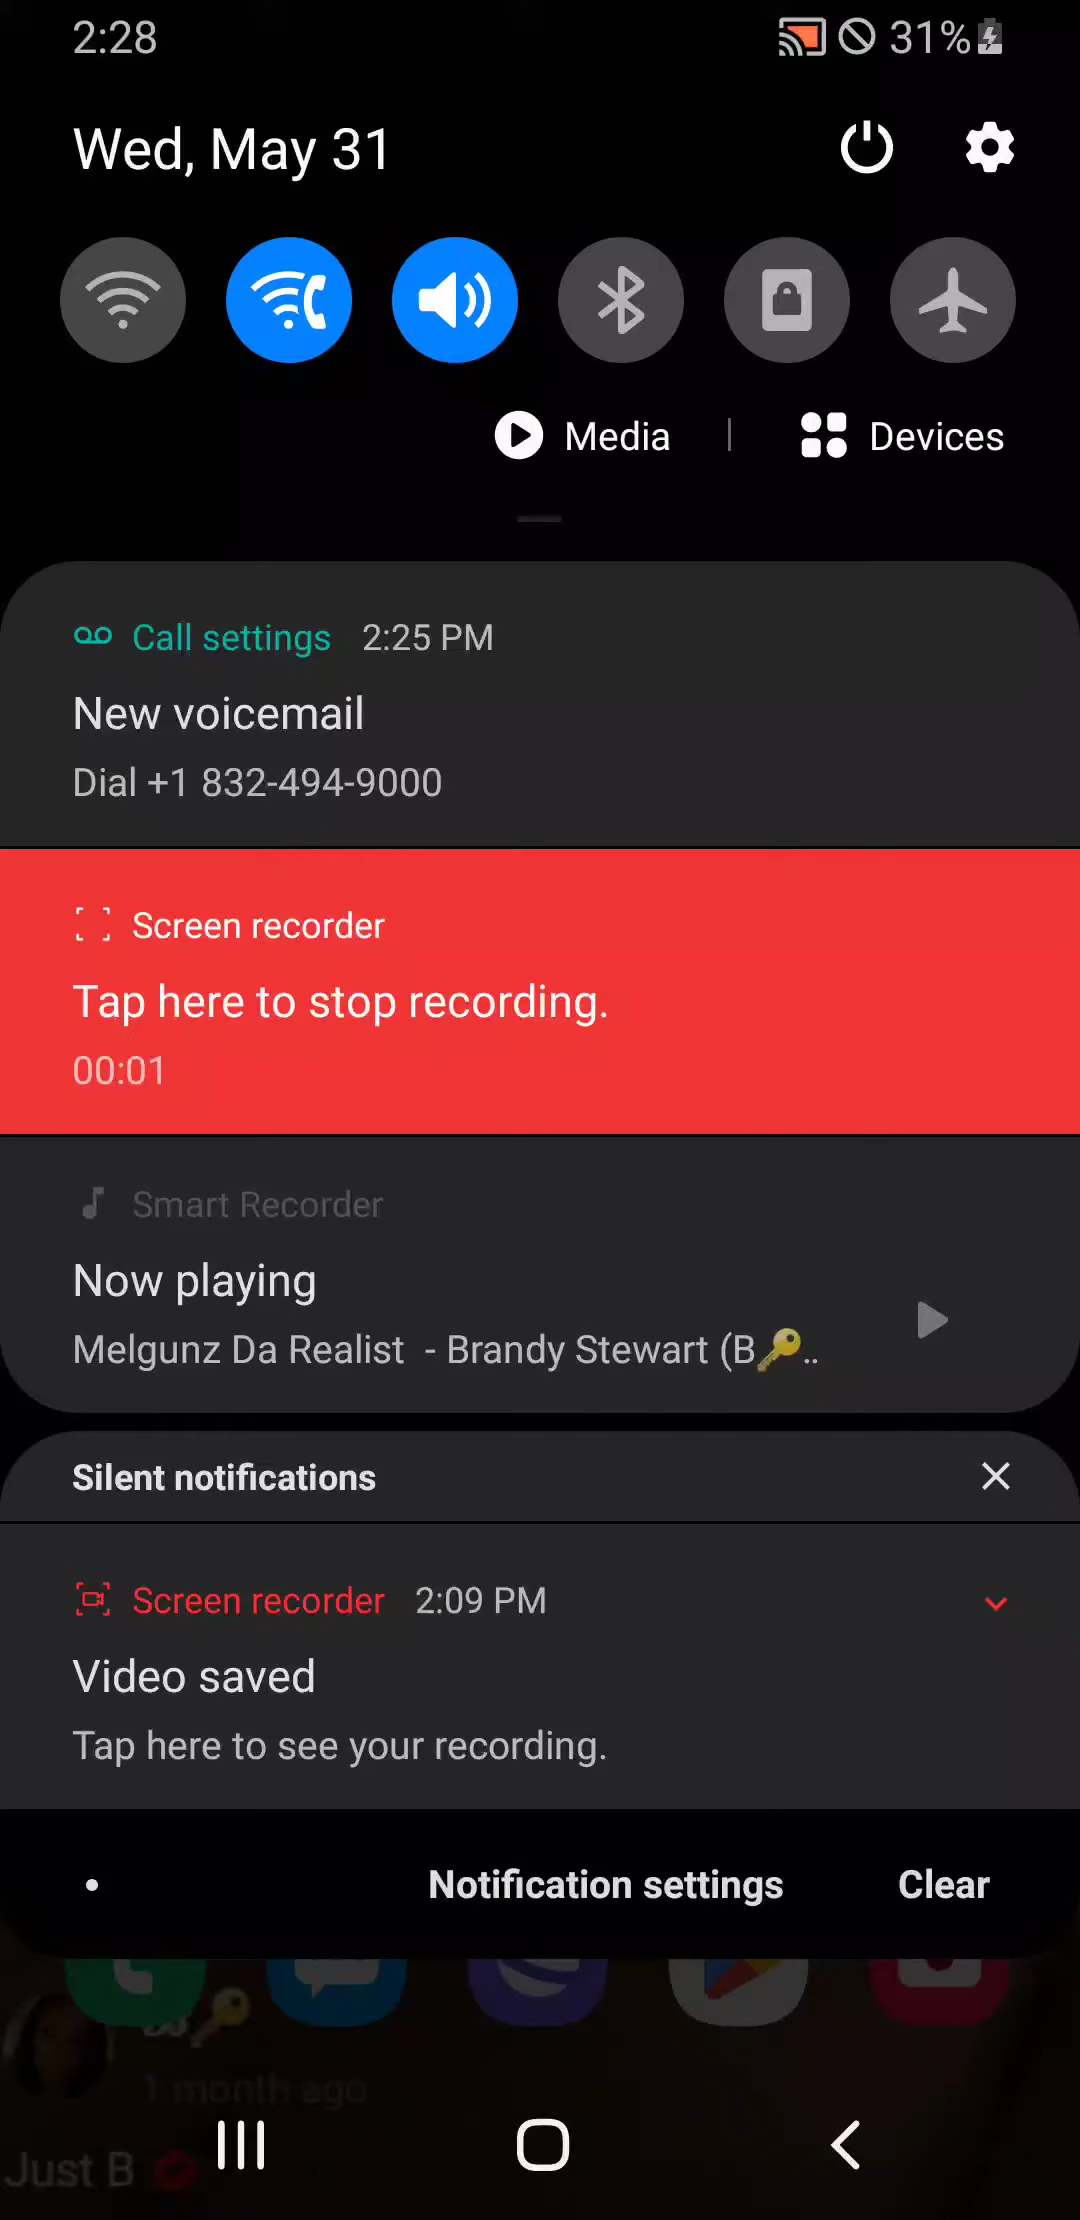 2:28 31%
Wed, May 31
Media | Devices
Call settings 2:25 PM
New voicemail
Dial +1 832-494-9000
Screen recorder
Tap here to stop recording.
00:01
Smart Recorder
Now playing
Melgunz Da Realist - Brandy Stewart (B🔑..
Silent notifications
Screen recorder 2:09 PM
Video saved
Tap here to see your recording.
Notification settings Clear
1 month ago
Just B